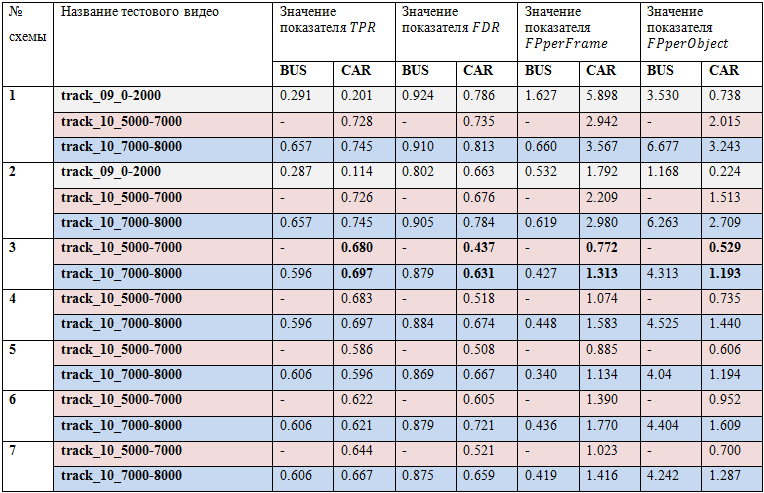 № схемы Название тестового видео Значение показателя TPR Значение показателя FDR Значение показателя FPperFrame Значение показателя FPperObject
BUS CAR BUS CAR BUS CAR BUS CAR
1 track_09_0-2000 0.291 0.201 0.924 0.786 1.627 5.898 3.530 0.738
track_10_5000-7000 - 0.728 - 0.735 - 2.942 - 2.015
track_10_7000-8000 0.657 0.745 0.910 0.813 0.660 3.567 6.677 3.243
2 track_09_0-2000 0.287 0.114 0.802 0.663 0.532 1.792 1.168 0.224
track_10_5000-7000 - 0.726 - 0.676 - 2.209 - 1.513
track_10_7000-8000 0.657 0.745 0.905 0.784 0.619 2.980 6.263 2.709
3 track_10_5000-7000 - 0.680 - 0.437 - 0.772 - 0.529
track_10_7000-8000 0.596 0.697 0.879 0.631 0.427 1.313 4.313 1.193
4 track_10_5000-7000 - 0.683 - 0.518 - 1.074 - 0.735
track_10_7000-8000 0.596 0.697 0.884 0.674 0.448 1.583 4.525 1.440
5 track_10_5000-7000 - 0.586 - 0.508 - 0.885 - 0.606
track_10_7000-8000 0.606 0.596 0.869 0.667 0.340 1.134 4.04 1.194
6 track_10_5000-7000 - 0.622 - 0.605 - 1.390 - 0.952
track_10_7000-8000 0.606 0.621 0.879 0.721 0.436 1.770 4.404 1.609
7 track_10_5000-7000 - 0.644 - 0.521 - 1.023 - 0.700
track_10_7000-8000 0.606 0.667 0.875 0.659 0.419 1.416 4.242 1.287